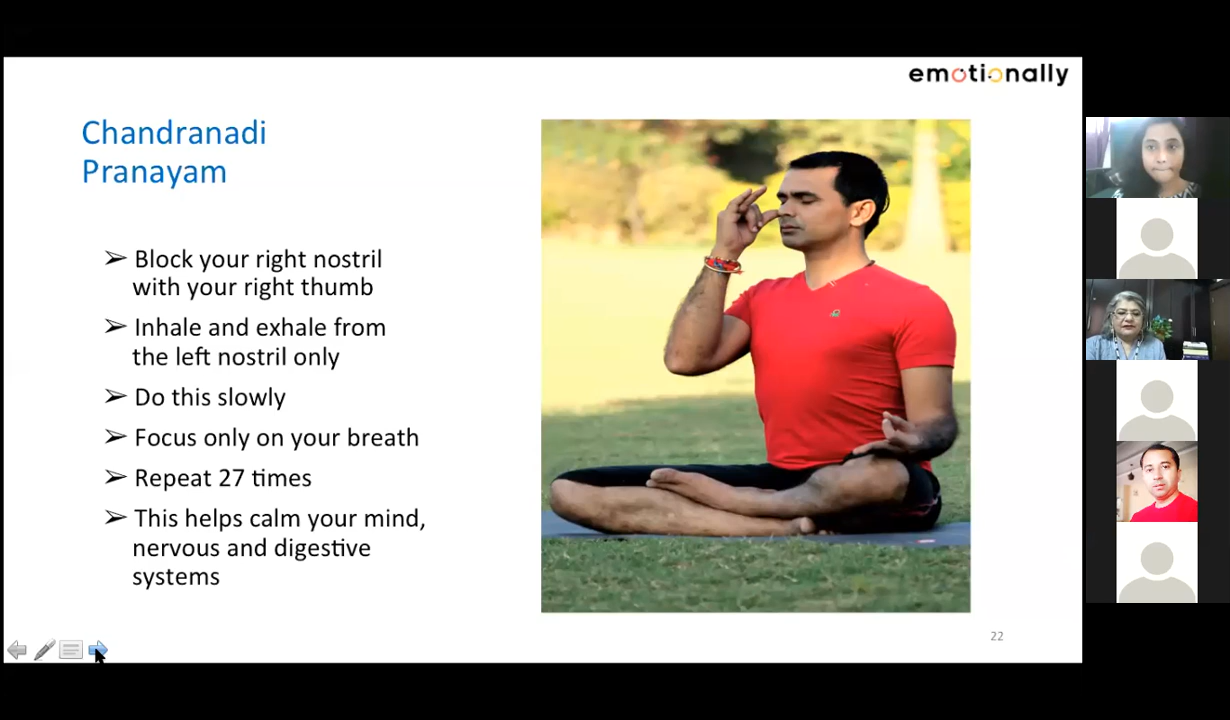 emotionally
Chandranadi
Pranayam
➢ Block your right nostril
with your right thumb
➢ Inhale and exhale from
the left nostril only
➢ Do this slowly
➢ Focus only on your breath
➢ Repeat 27 times
➢ This helps calm your mind,
nervous and digestive
systems
22